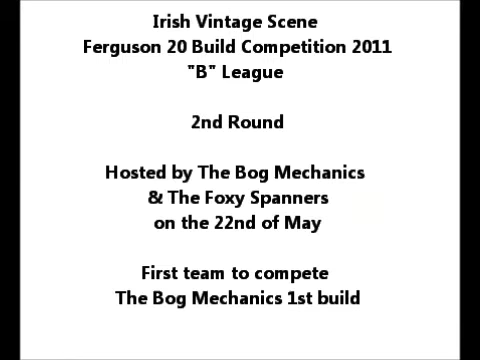 Irish Vintage Scene
Ferguson 20 Build Competition 2011
"B" League
2nd Round
Hosted by The Bog Mechanics
& The Foxy Spanners
on the 22nd of May
First team to compete
The Bog Mechanics 1st build